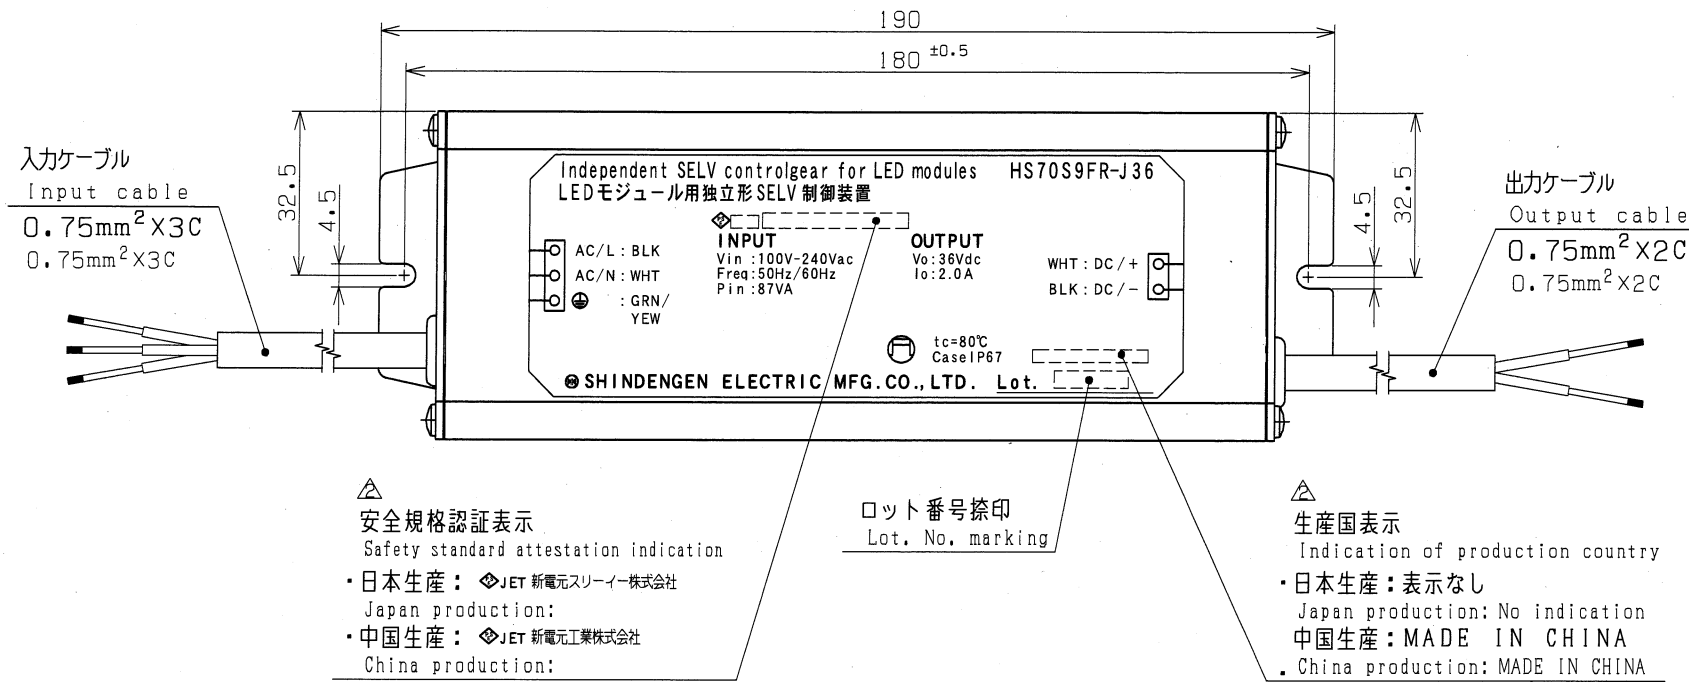 190
180 ±0.5
32.5
4.5
4.5
32.5
入力ケーブル
Input cable
0.75mm²X3C
0.75mm²X3C
出力ケーブル
Output cable
0.75mm²X2C
0.75mm²X2C
Independent SELV controlgear for LED modules HS70S9FR-J36
LEDモジュール用独立形SELV制御装置
INPUT
Vin :100V-240Vac
Freq:50Hz/60Hz
Pin :87VA
OUTPUT
Vo:36Vdc
Io:2.0A
AC/L : BLK
AC/N : WHT
: GRN/
YEW
WHT : DC/+
BLK : DC/-
tc=80℃
CaseIP67
SHINDENGEN ELECTRIC MFG.CO.,LTD. Lot.
2
安全規格認証表示
Safety standard attestation indication
・日本生産： JET 新電元スリーイー株式会社
Japan production:
・中国生産： JET 新電元工業株式会社
China production:
ロット番号捺印
Lot. No. marking
2
生産国表示
Indication of production country
・日本生産：表示なし
Japan production: No indication
中国生産：MADE IN CHINA
. China production: MADE IN CHINA